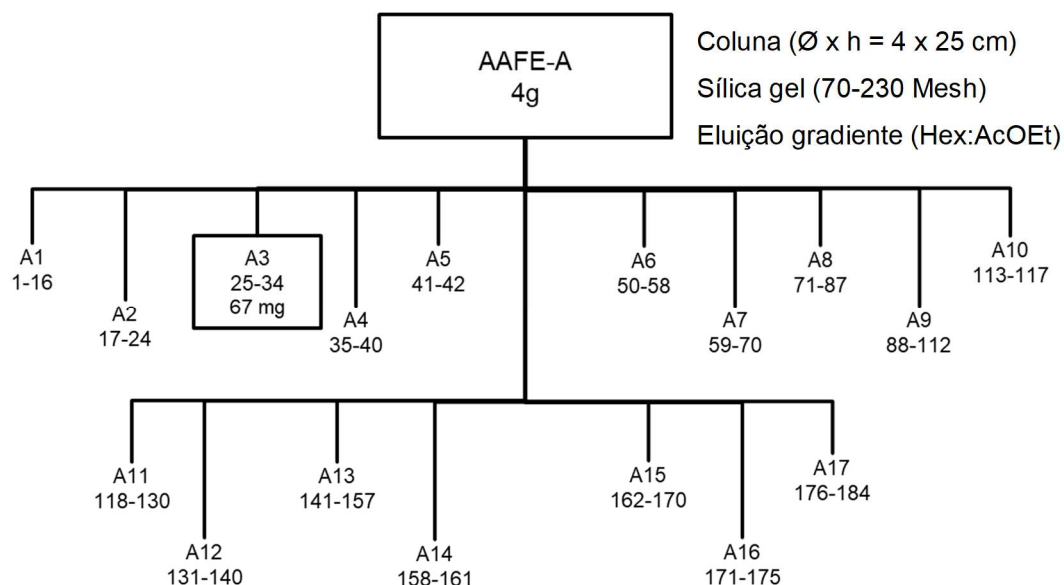 AAFE-A
4g
Coluna (Ø x h = 4 x 25 cm)
Sílica gel (70-230 Mesh)
Eluição gradiente (Hex:AcOEt)
A1
1-16
A2
17-24
A3
25-34
67 mg
A4
35-40
A5
41-42
A6
50-58
A7
59-70
A8
71-87
A9
88-112
A10
113-117
A11
118-130
A12
131-140
A13
141-157
A14
158-161
A15
162-170
A16
171-175
A17
176-184